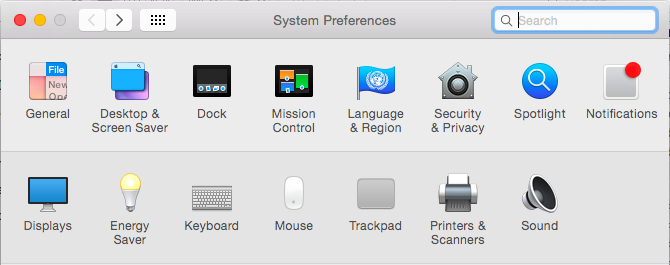 System Preferences
Search
File
New
Ope
General
Desktop &
Screen Saver
Dock
Mission
Control
Language
& Region
Security
& Privacy
Spotlight
Notifications
Displays
Energy
Saver
Keyboard
Mouse
Trackpad
Printers &
Scanners
Sound